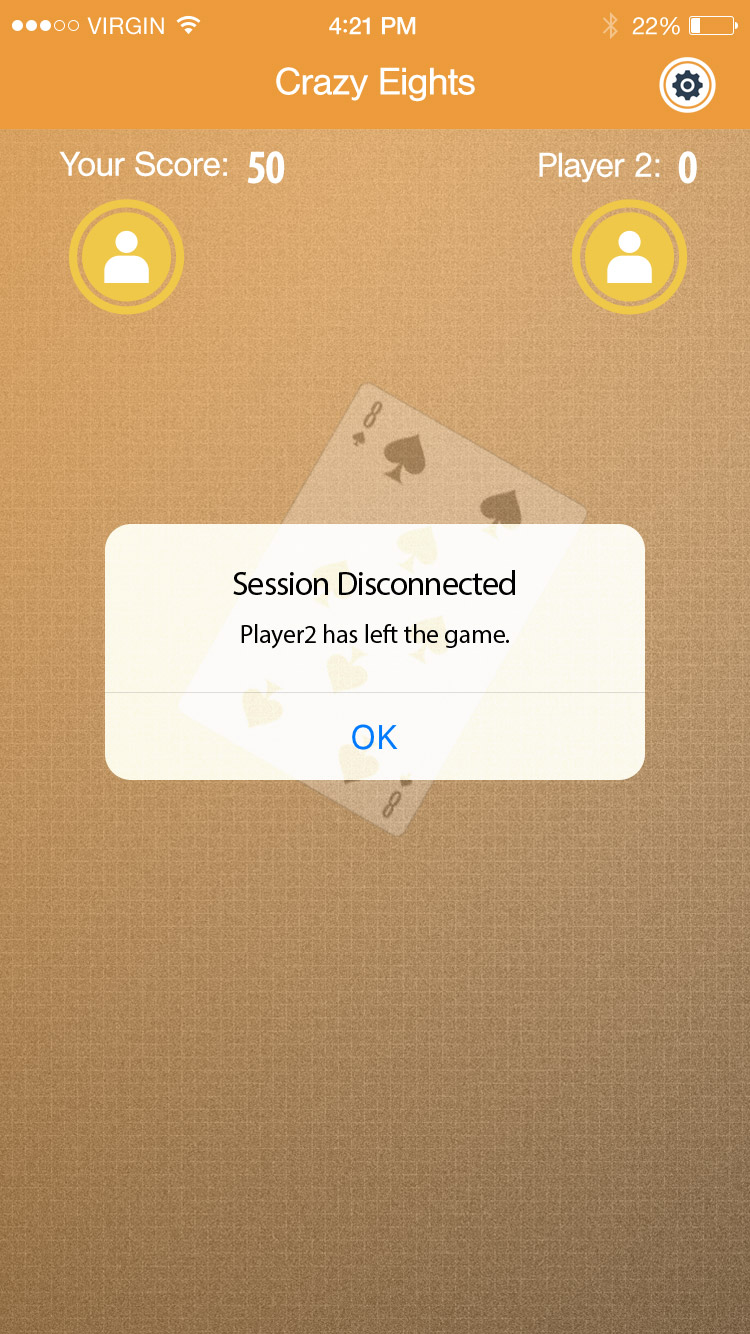 VIRGIN 4:21 PM 22%
Crazy Eights
Your Score: 50 Player 2: 0
8
Session Disconnected
Player2 has left the game.
OK
8